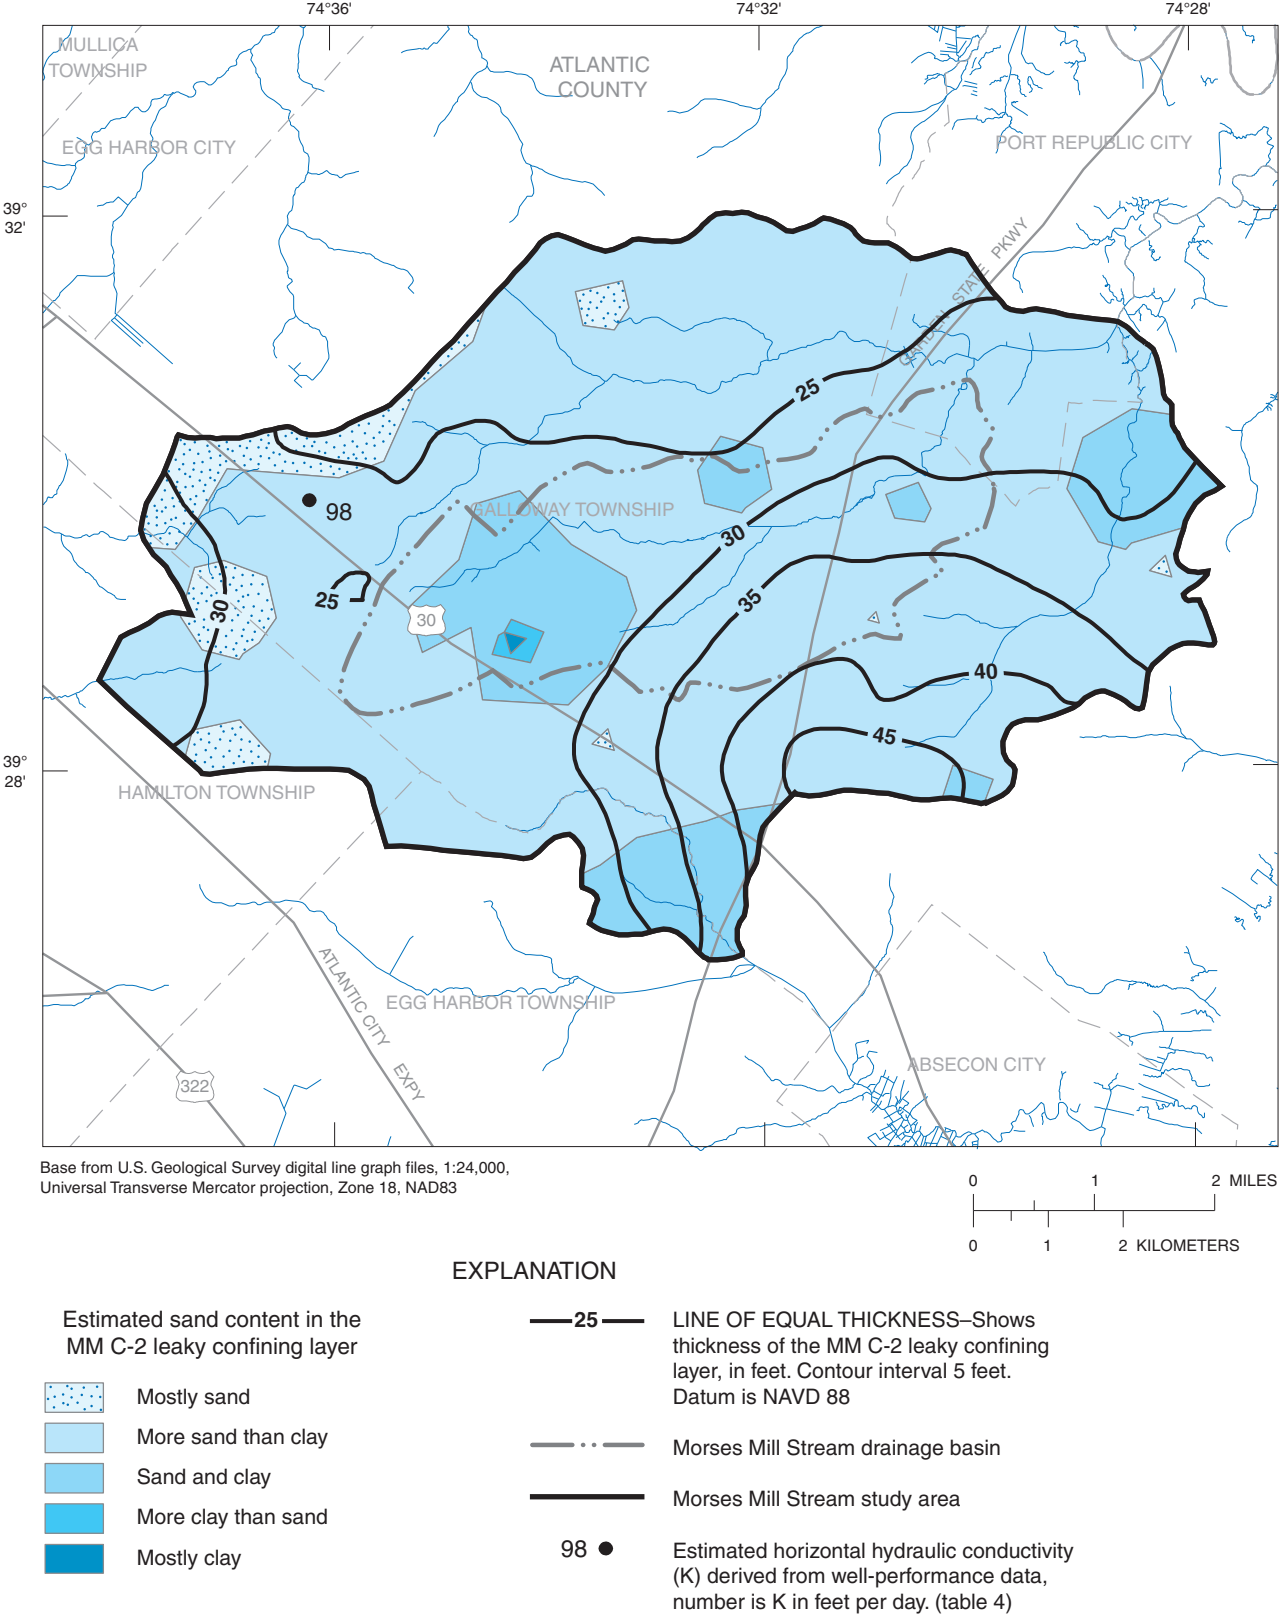 74°36'
74°32'
74°28'
MULLICA
TOWNSHIP
ATLANTIC
COUNTY
EGG HARBOR CITY
PORT REPUBLIC CITY
39°
32'
GARDEN STATE PKWY
25
98
GALLOWAY TOWNSHIP
30
25
35
30
30
40
45
39°
28'
HAMILTON TOWNSHIP
ATLANTIC CITY EXPY
EGG HARBOR TOWNSHIP
ABSECON CITY
322
Base from U.S. Geological Survey digital line graph files, 1:24,000,
Universal Transverse Mercator projection, Zone 18, NAD83
0 1 2 MILES
0 1 2 KILOMETERS
EXPLANATION
Estimated sand content in the
MM C-2 leaky confining layer
Mostly sand
More sand than clay
Sand and clay
More clay than sand
Mostly clay
25
LINE OF EQUAL THICKNESS–Shows
thickness of the MM C-2 leaky confining
layer, in feet. Contour interval 5 feet.
Datum is NAVD 88
Morses Mill Stream drainage basin
Morses Mill Stream study area
98
Estimated horizontal hydraulic conductivity
(K) derived from well-performance data,
number is K in feet per day. (table 4)